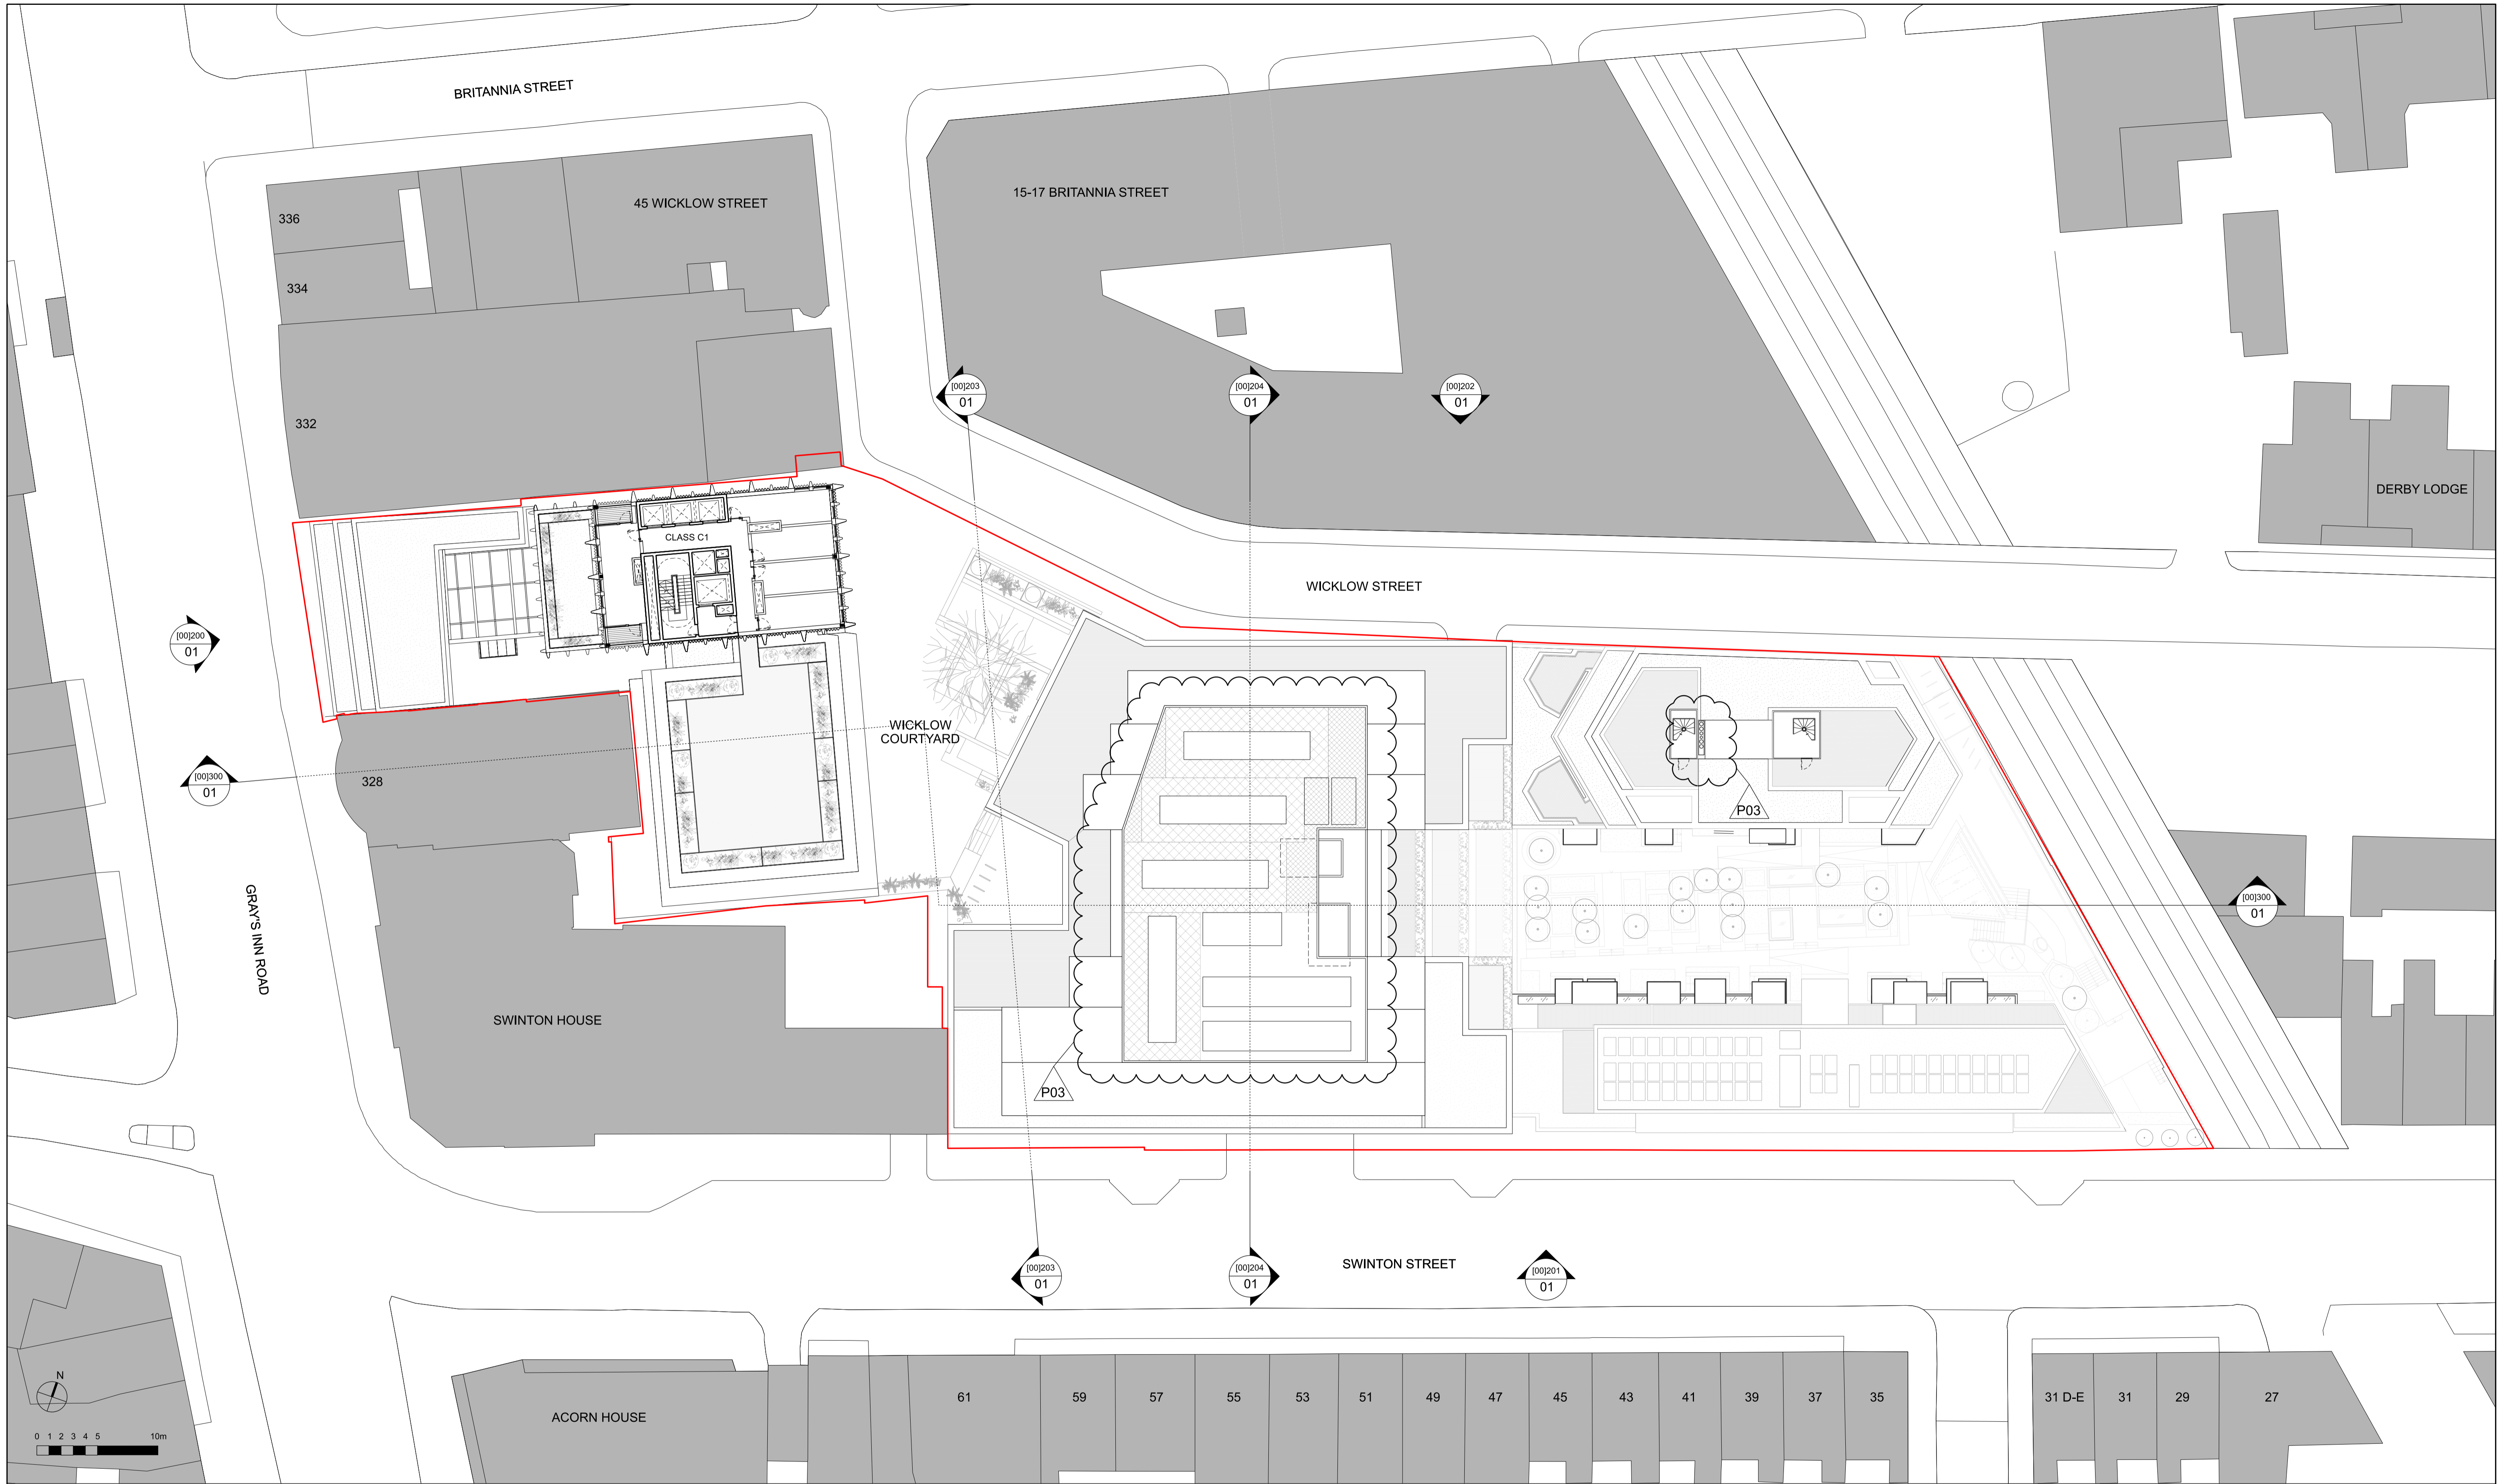 BRITANNIA STREET
336
45 WICKLOW STREET
15-17 BRITANNIA STREET
334
332
[00]203
01
[00]204
01
[00]202
01
DERBY LODGE
CLASS C1
WICKLOW STREET
[00]200
01
WICKLOW
COURTYARD
[00]300
01
328
P03
GRAY'S INN ROAD
[00]300
01
SWINTON HOUSE
P03
[00]203
01
[00]204
01
SWINTON STREET
[00]201
01
N
ACORN HOUSE
61
59
57
55
53
51
49
47
45
43
41
39
37
35
31 D-E
31
29
27
0 1 2 3 4 5 10m